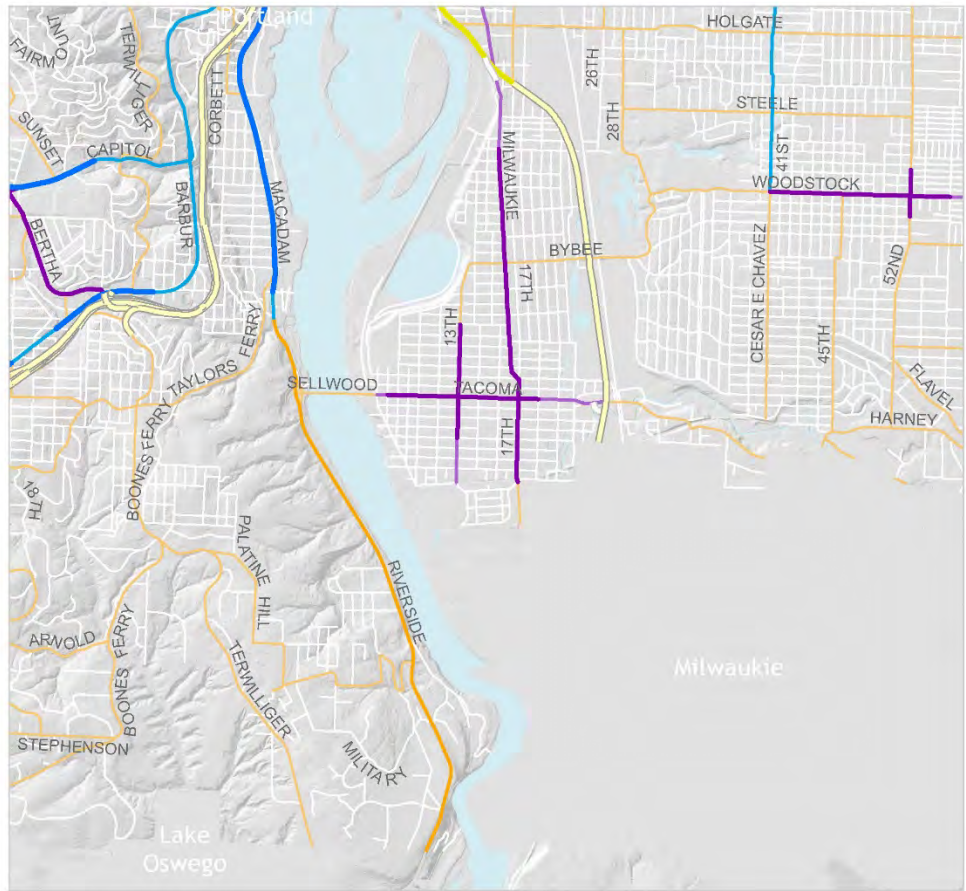 Portland
HOLGATE
FAIRMOUNT
TERWILLIGER
CORBETT
26TH
28TH
STEELE
SUNSET
CAPITOL
MILWAUKIE
41ST
WOODSTOCK
BARBUR
MACADAM
BERTHA
BYBEE
52ND
17TH
13TH
CESAR E CHAVEZ
45TH
TAYLORS FERRY
SELLWOOD
TACOMA
FLAVEL
HARNEY
BOONES FERRY
17TH
18TH
PALATINE HILL
RIVERSIDE
ARNOLD
BOONES FERRY
TERWILLIGER
Milwaukie
STEPHENSON
MILITARY
Lake
Oswego